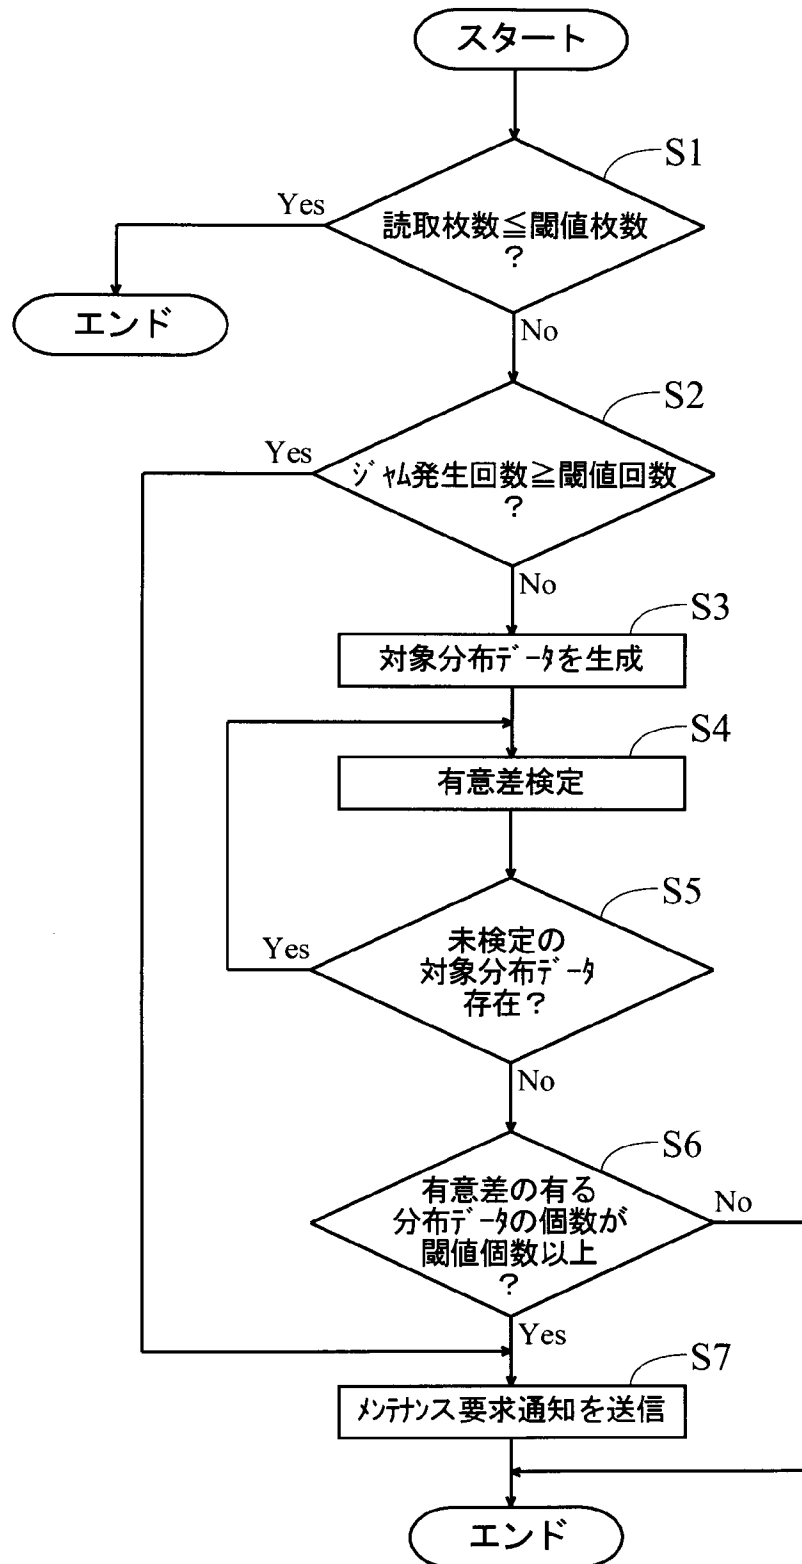 スタート
S1
Yes
読取枚数≦閾値枚数
?
エンド
No
S2
Yes
ジャム発生回数≧閾値回数
?
No
S3
対象分布データを生成
S4
有意差検定
S5
Yes
未検定の
対象分布データ
存在?
No
S6
有意差の有る
分布データの個数が
閾値個数以上
?
No
Yes
S7
メンテナンス要求通知を送信
エンド